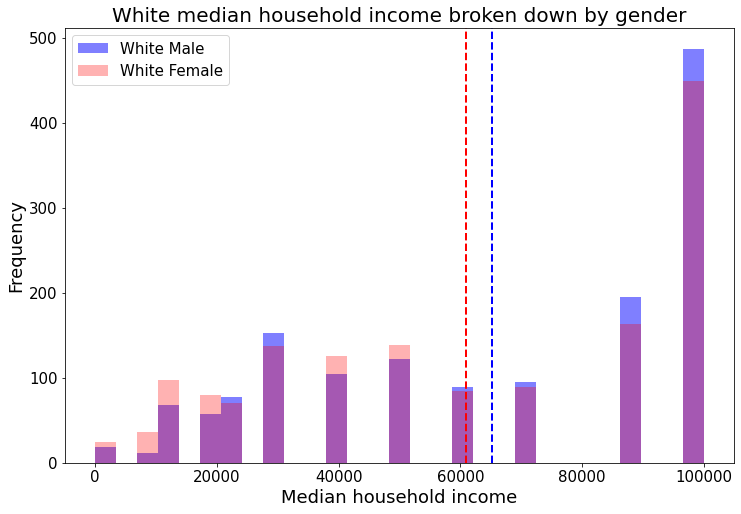 White median household income broken down by gender
White Male
White Female
Frequency
500
400
300
200
100
0
0 20000 40000 60000 80000 100000
Median household income